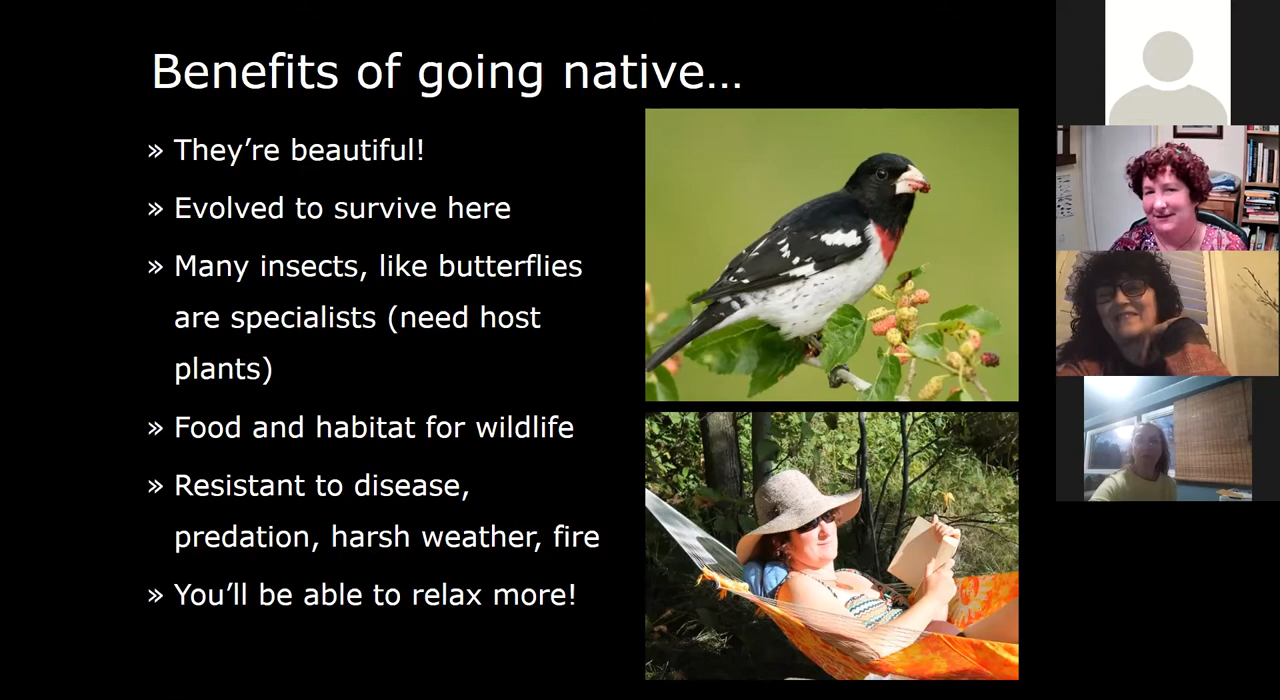 Benefits of going native…
» They’re beautiful!
» Evolved to survive here
» Many insects, like butterflies
are specialists (need host
plants)
» Food and habitat for wildlife
» Resistant to disease,
predation, harsh weather, fire
» You’ll be able to relax more!